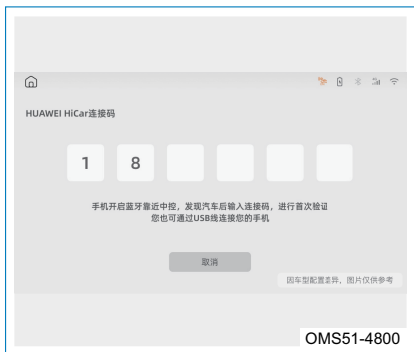 HUAWEI HiCar连接码
1 8
手机开启蓝牙靠近中控，发现汽车后输入连接码，进行首次验证
您也可通过USB线连接您的手机
取消
因车型配置差异，图片仅供参考
OMS51-4800